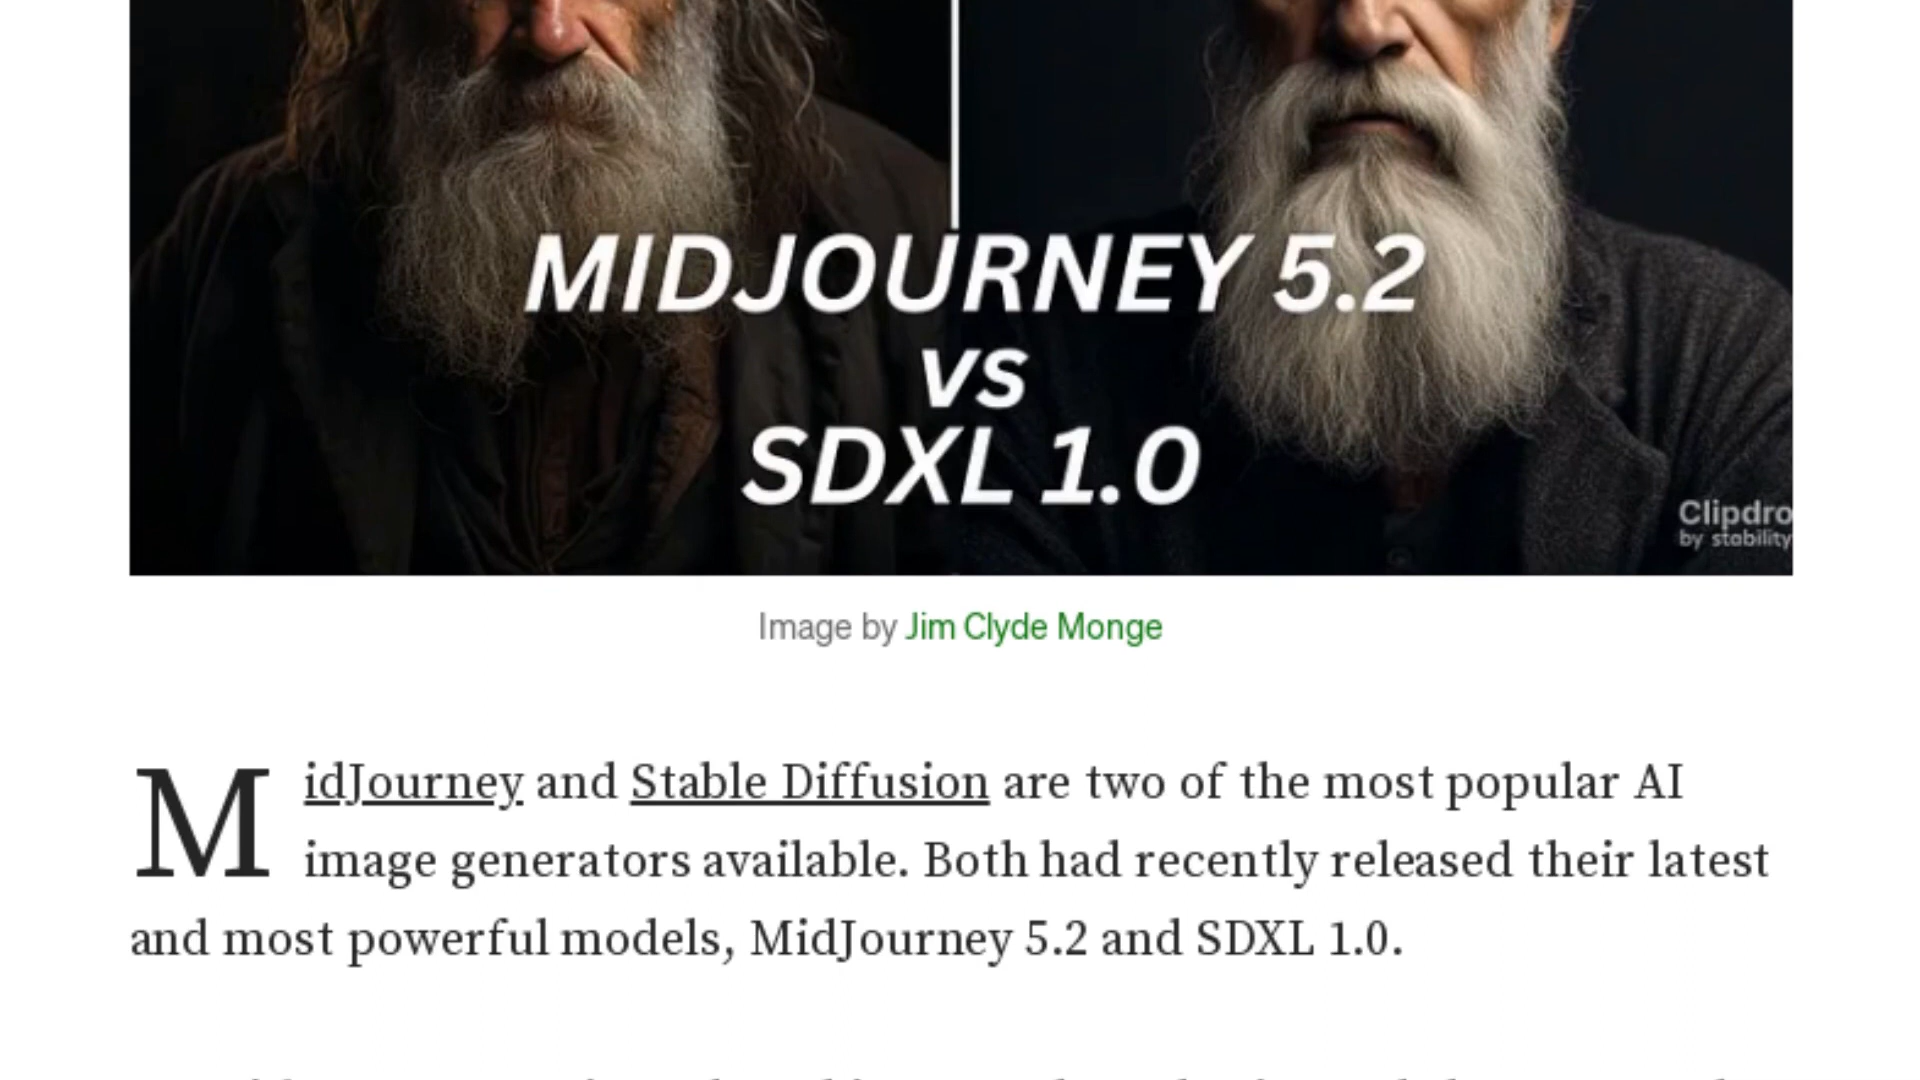 MIDJOURNEY 5.2
vs
SDXL 1.0
Clipdro
by stability
Image by Jim Clyde Monge
MidJourney and Stable Diffusion are two of the most popular AI
image generators available. Both had recently released their latest
and most powerful models, MidJourney 5.2 and SDXL 1.0.